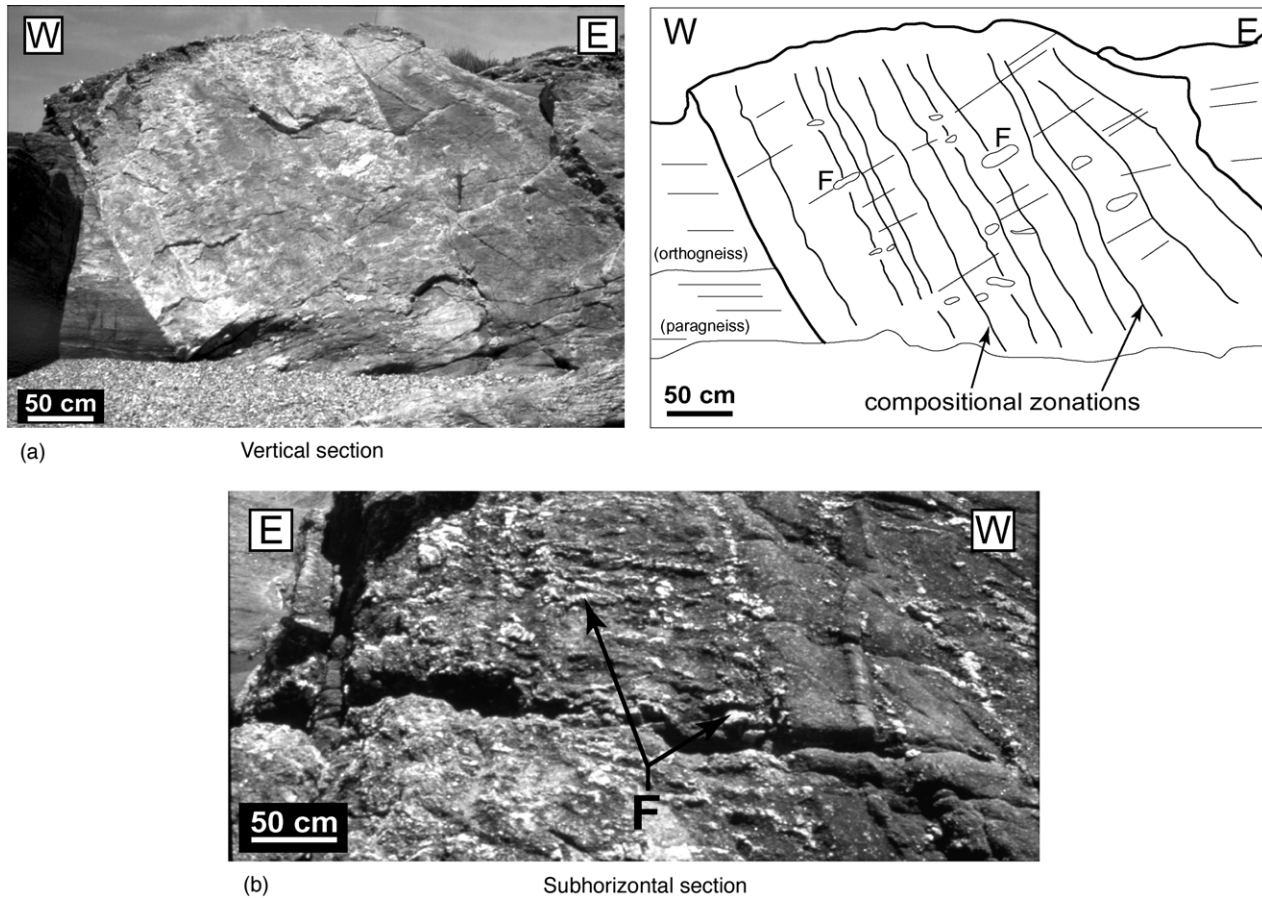 W
E
50 cm
W
E
F
F
(orthogneiss)
(paragneiss)
50 cm
compositional zonations
(a)
Vertical section
E
W
F
50 cm
(b)
Subhorizontal section